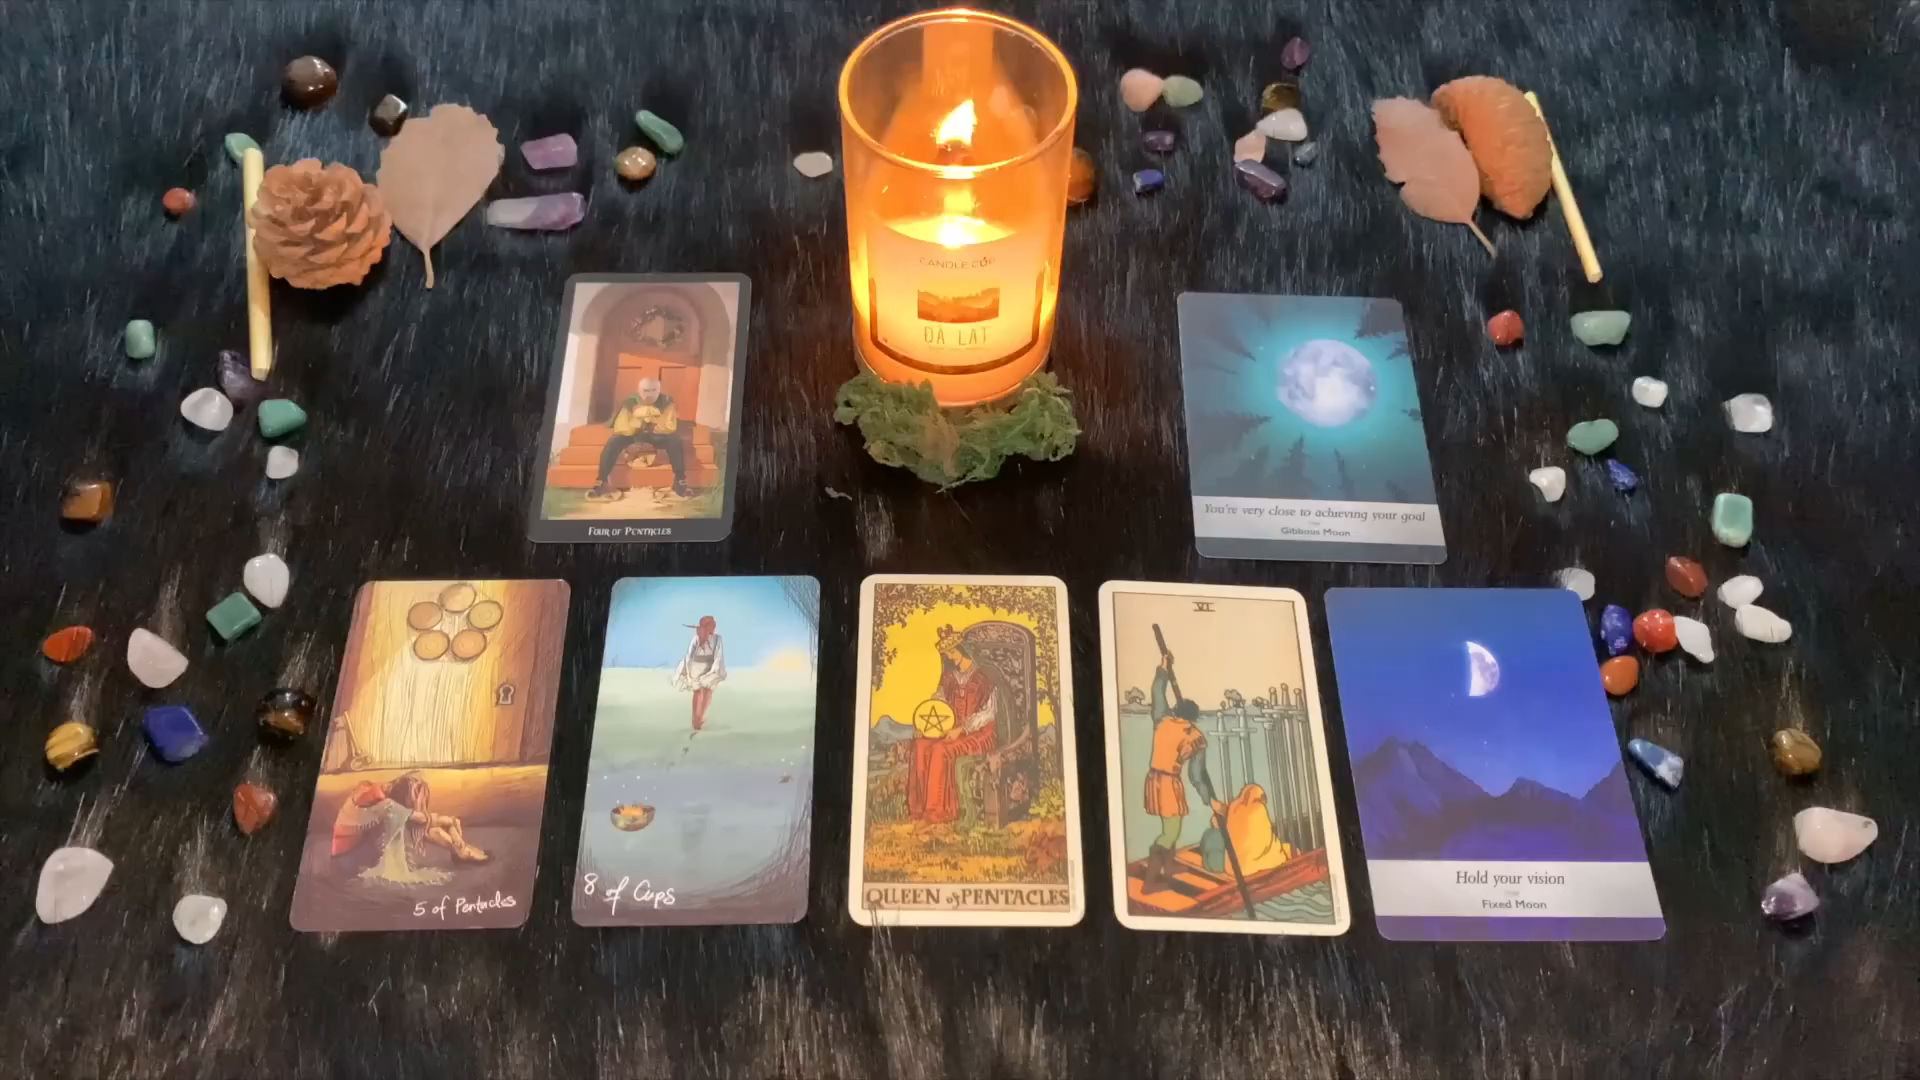 CANDLE CUP
ĐÀ LẠT
FOUR OF PENTACLES
You're very close to achieving your goal
Gibbous Moon
5 of Pentacles
8 of Cups
QUEEN of PENTACLES
VI
Hold your vision
Fixed Moon